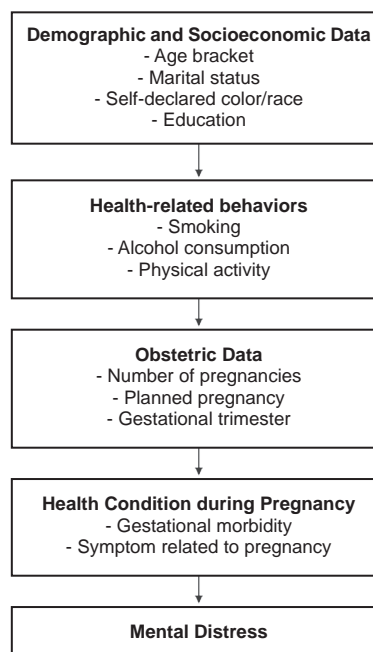 Demographic and Socioeconomic Data
- Age bracket
- Marital status
- Self-declared color/race
- Education
Health-related behaviors
- Smoking
- Alcohol consumption
- Physical activity
Obstetric Data
- Number of pregnancies
- Planned pregnancy
- Gestational trimester
Health Condition during Pregnancy
- Gestational morbidity
- Symptom related to pregnancy
Mental Distress